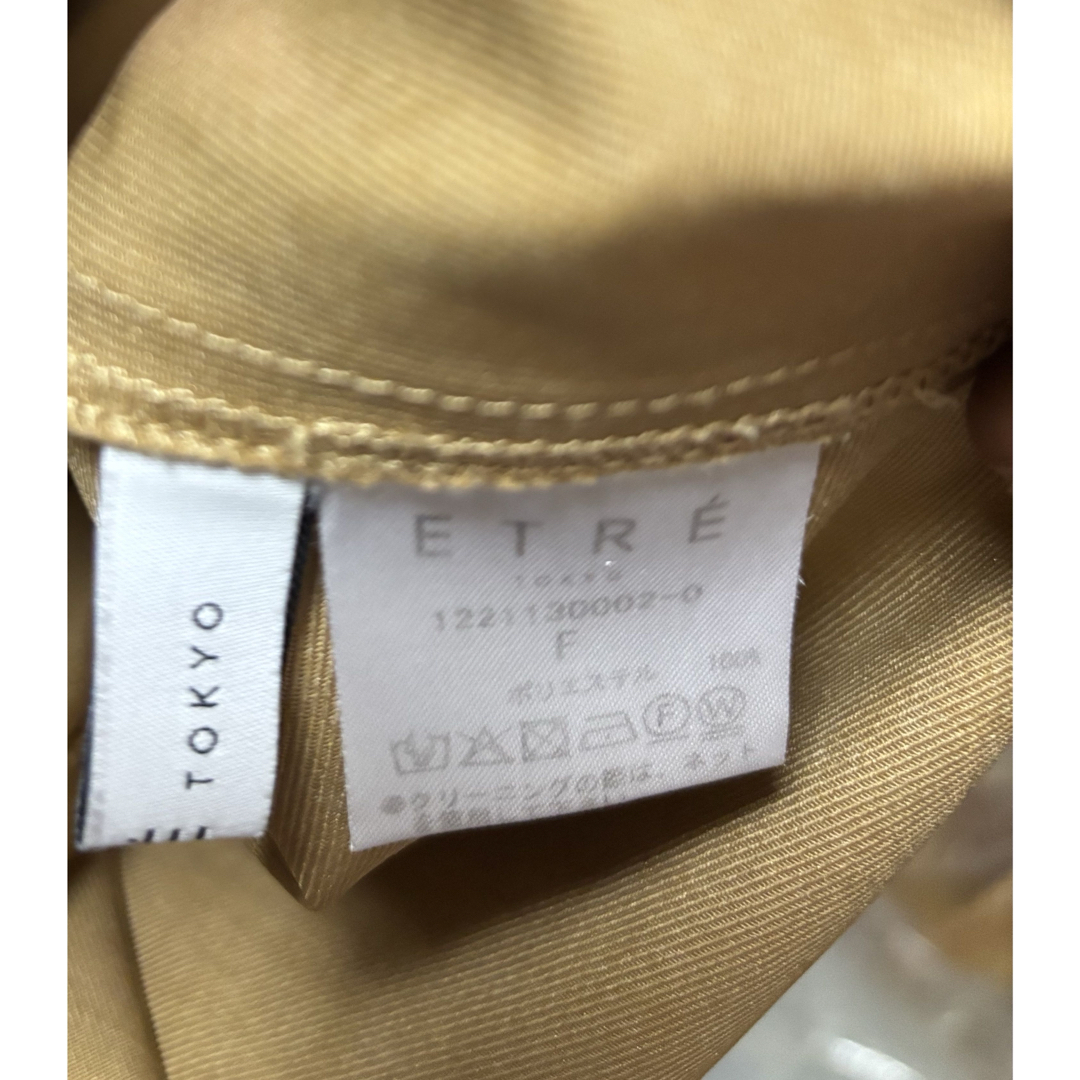 TOKYO
ETRÉ
TOKYO
1221130002-0
F
ポリエステル 100%
F W
※クリーニングの際は、ネット